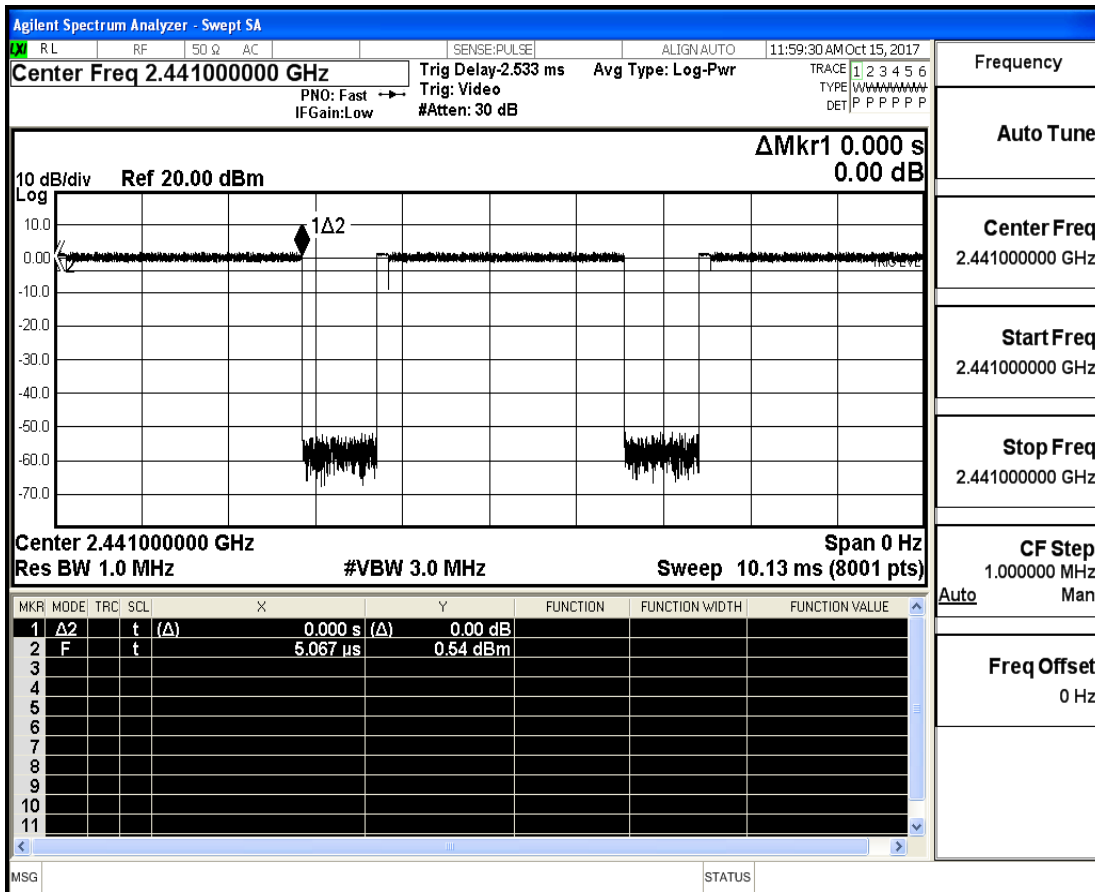 Agilent Spectrum Analyzer - Swept SA
LXI RL RF 50 Ω AC SENSE:PULSE ALIGN AUTO 11:59:30 AM Oct 15, 2017
Center Freq 2.441000000 GHz
PNO: Fast
IFGain:Low
Trig Delay-2.533 ms
Trig: Video
#Atten: 30 dB
Avg Type: Log-Pwr
TRACE 1 2 3 4 5 6
TYPE WWWWWW
DET P P P P P P
ΔMkr1 0.000 s
0.00 dB
10 dB/div Ref 20.00 dBm
Log
10.0
0.00
-10.0
-20.0
-30.0
-40.0
-50.0
-60.0
-70.0
1Δ2
2
TRIG LVL
Center 2.441000000 GHz Span 0 Hz
Res BW 1.0 MHz #VBW 3.0 MHz Sweep 10.13 ms (8001 pts)
MKR MODE TRC SCL X Y FUNCTION FUNCTION WIDTH FUNCTION VALUE
1 Δ2 t (Δ) 0.000 s (Δ) 0.00 dB
2 F t 5.067 µs 0.54 dBm
3
4
5
6
7
8
9
10
11
MSG STATUS
Frequency
Auto Tune
Center Freq
2.441000000 GHz
Start Freq
2.441000000 GHz
Stop Freq
2.441000000 GHz
CF Step
1.000000 MHz
Auto Man
Freq Offset
0 Hz